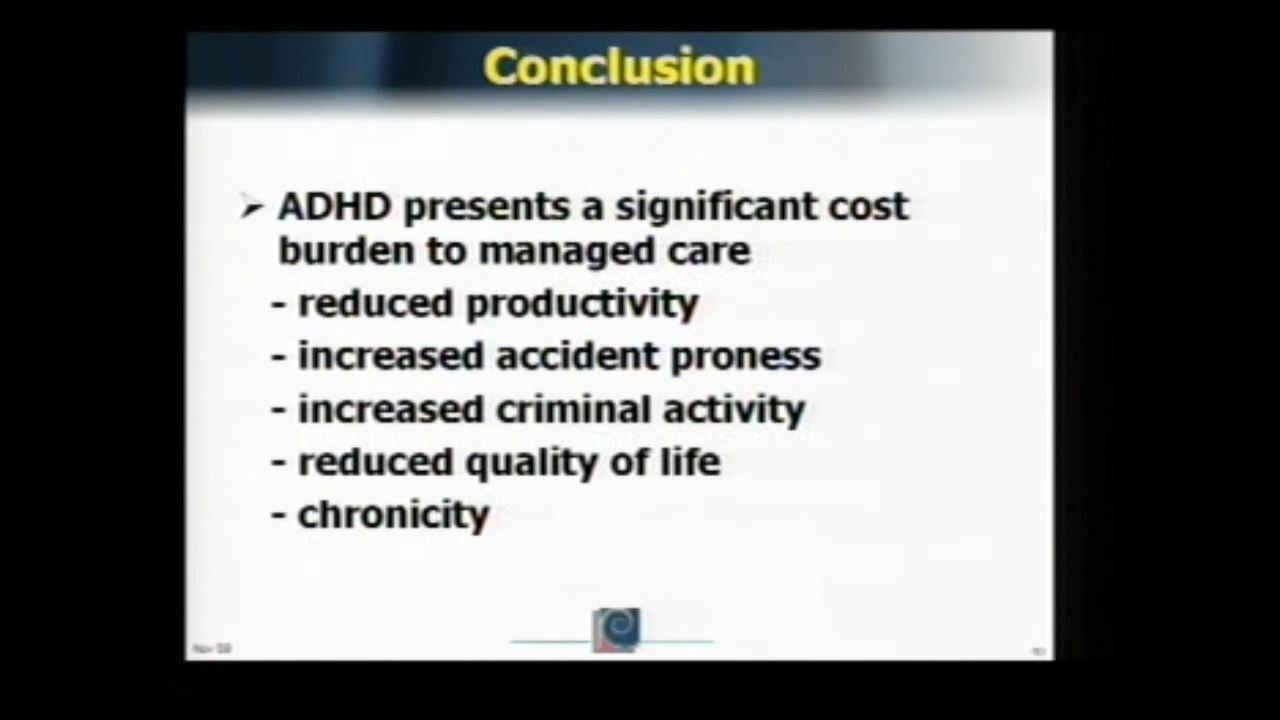 Conclusion
➢ ADHD presents a significant cost
burden to managed care
- reduced productivity
- increased accident proness
- increased criminal activity
- reduced quality of life
- chronicity